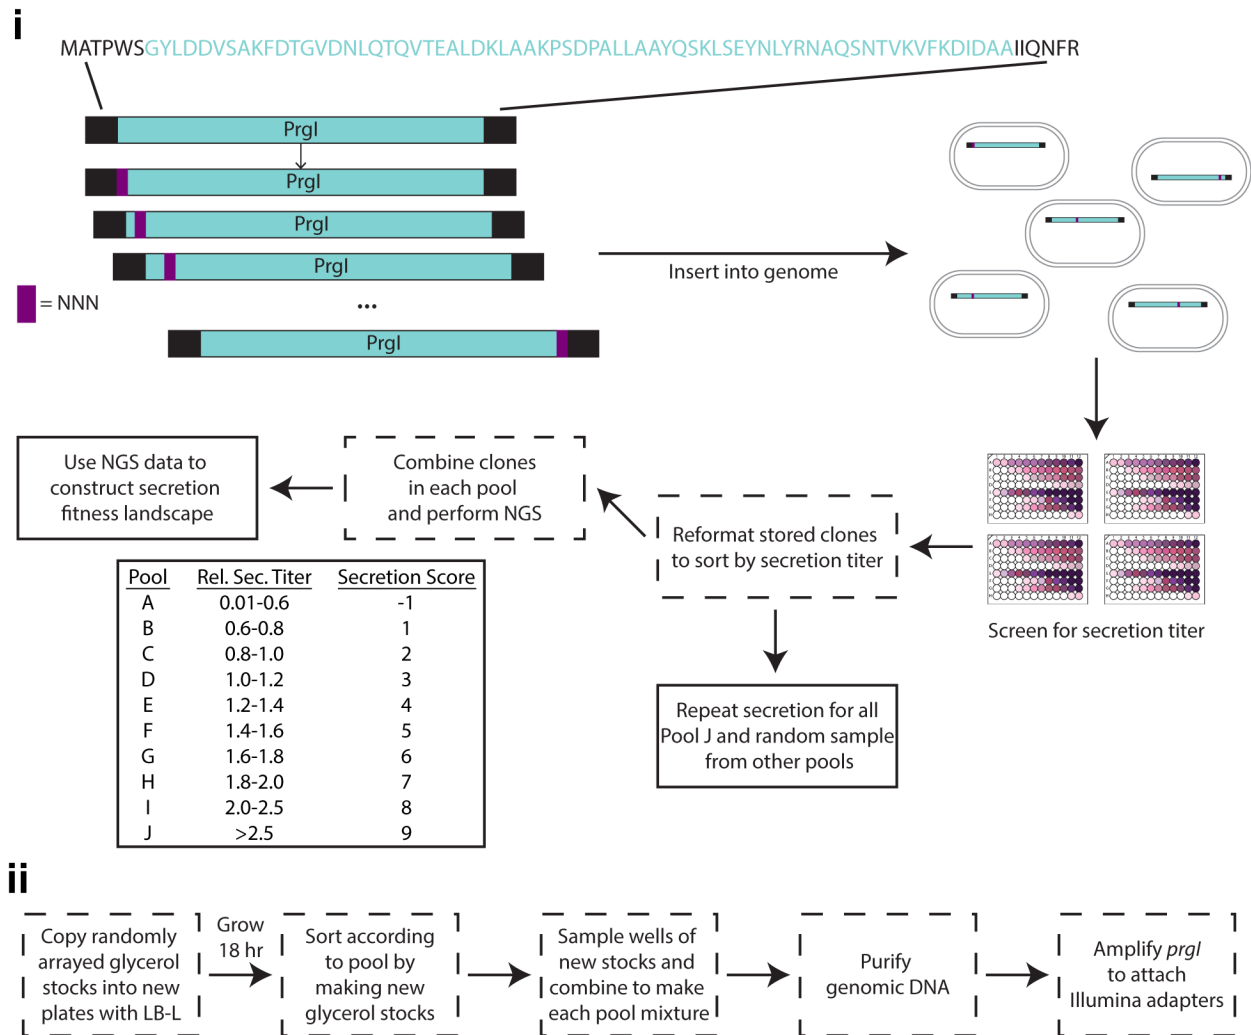 i
MATPWSGYLDDVSAKFDTGVDNLQTQVTEALDKLAAKPSDPALLAAYQSKLSEYNLYRNAQSNTVKVFKDIDAAIIQNFR
PrgI
PrgI
PrgI
PrgI
= NNN
...
PrgI
Insert into genome
Screen for secretion titer
Reformat stored clones
to sort by secretion titer
Repeat secretion for all
Pool J and random sample
from other pools
Combine clones
in each pool
and perform NGS
Use NGS data to
construct secretion
fitness landscape
Pool Rel. Sec. Titer Secretion Score
A 0.01-0.6 -1
B 0.6-0.8 1
C 0.8-1.0 2
D 1.0-1.2 3
E 1.2-1.4 4
F 1.4-1.6 5
G 1.6-1.8 6
H 1.8-2.0 7
I 2.0-2.5 8
J >2.5 9
ii
Copy randomly
arrayed glycerol
stocks into new
plates with LB-L
Grow
18 hr
Sort according
to pool by
making new
glycerol stocks
Sample wells of
new stocks and
combine to make
each pool mixture
Purify
genomic DNA
Amplify prgI
to attach
Illumina adapters